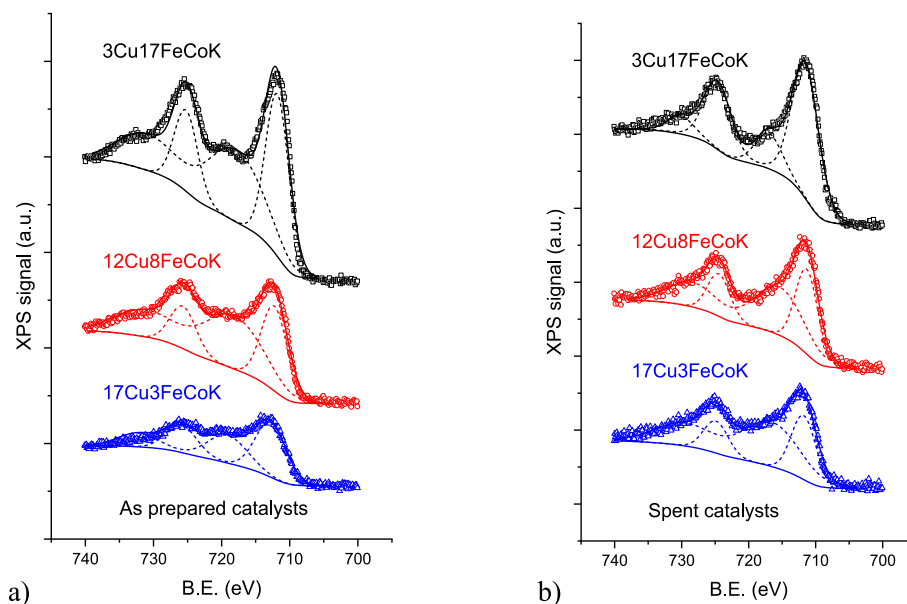 3Cu17FeCoK
12Cu8FeCoK
17Cu3FeCoK
As prepared catalysts
XPS signal (a.u.)
740 730 720 710 700
B.E. (eV)
a)
3Cu17FeCoK
12Cu8FeCoK
17Cu3FeCoK
Spent catalysts
XPS signal (a.u.)
740 730 720 710 700
B.E. (eV)
b)